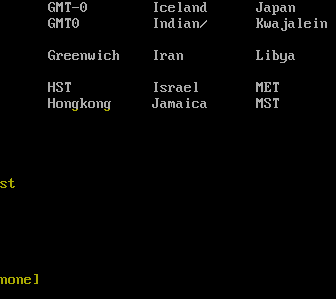 GMT-0 Iceland Japan
GMT0 Indian/ Kwajalein
Greenwich Iran Libya
HST Israel MET
Hongkong Jamaica MST
st
none]